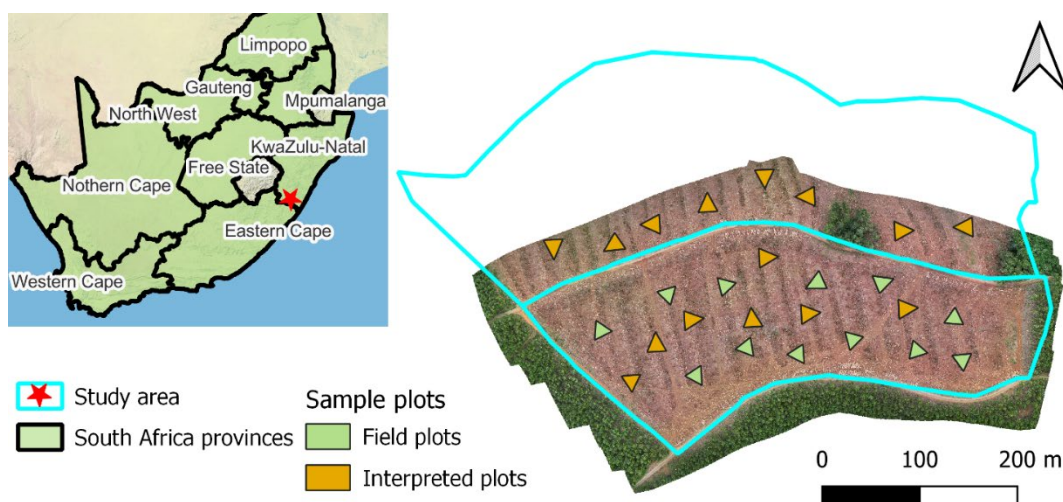 Limpopo
Gauteng
Mpumalanga
North West
KwaZulu-Natal
Free State
Nothern Cape
Eastern Cape
Western Cape
Study area
South Africa provinces
Sample plots
Field plots
Interpreted plots
0 100 200 m